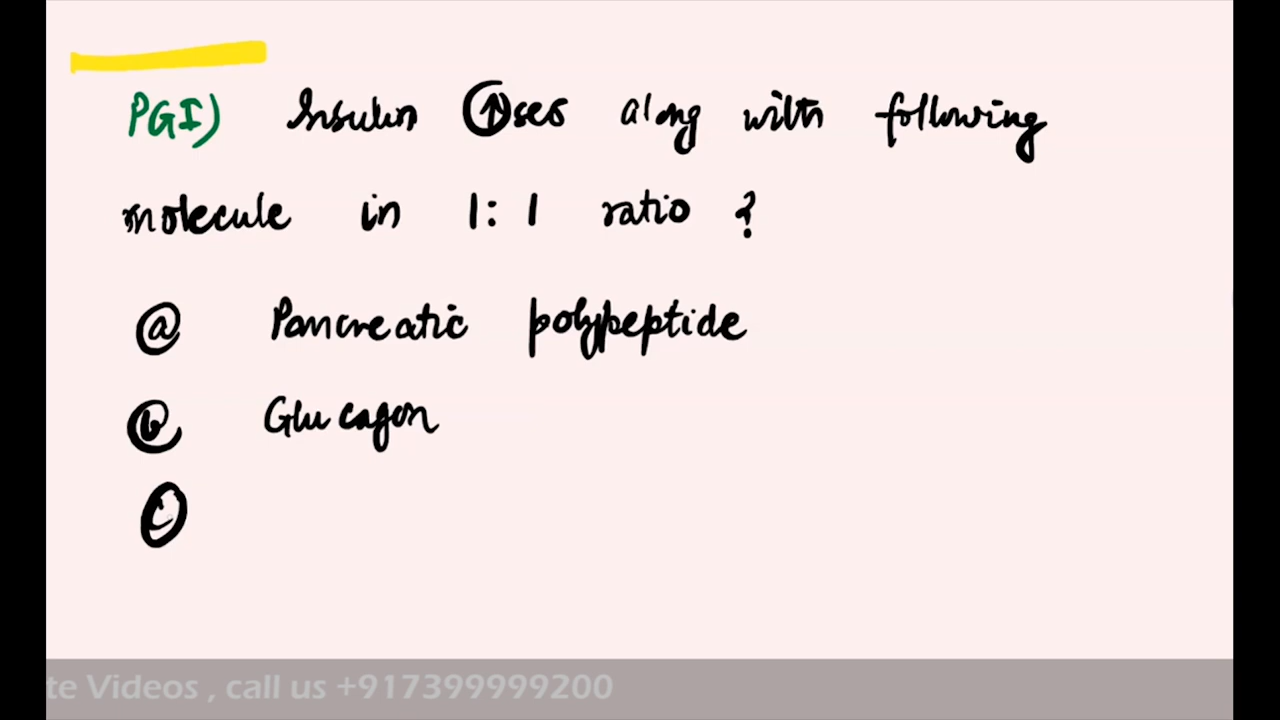 PGI) Insulin ↑ses along with following
molecule in 1:1 ratio ?
a Pancreatic polypeptide
b Glucagon
c
te Videos , call us +917399999200